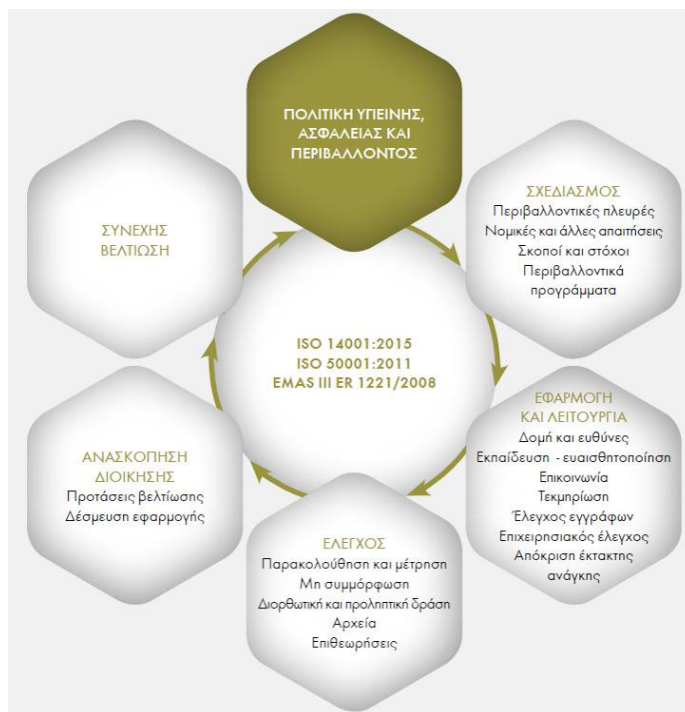 ΠΟΛΙΤΙΚΗ ΥΓΙΕΙΝΗΣ,
ΑΣΦΑΛΕΙΑΣ ΚΑΙ
ΠΕΡΙΒΑΛΛΟΝΤΟΣ
ΣΧΕΔΙΑΣΜΟΣ
Περιβαλλοντικές πλευρές
Νομικές και άλλες απαιτήσεις
Σκοποί και στόχοι
Περιβαλλοντικά
προγράμματα
ΕΦΑΡΜΟΓΗ
ΚΑΙ ΛΕΙΤΟΥΡΓΙΑ
Δομή και ευθύνες
Εκπαίδευση - ευαισθητοποίηση
Επικοινωνία
Τεκμηρίωση
Έλεγχος εγγράφων
Επιχειρησιακός έλεγχος
Απόκριση έκτακτης
ανάγκης
ΕΛΕΓΧΟΣ
Παρακολούθηση και μέτρηση
Μη συμμόρφωση
Διορθωτική και προληπτική δράση
Αρχεία
Επιθεωρήσεις
ΑΝΑΣΚΟΠΗΣΗ
ΔΙΟΙΚΗΣΗΣ
Προτάσεις βελτίωσης
Δέσμευση εφαρμογής
ΣΥΝΕΧΗΣ
ΒΕΛΤΙΩΣΗ
ISO 14001:2015
ISO 50001:2011
EMAS III ER 1221/2008